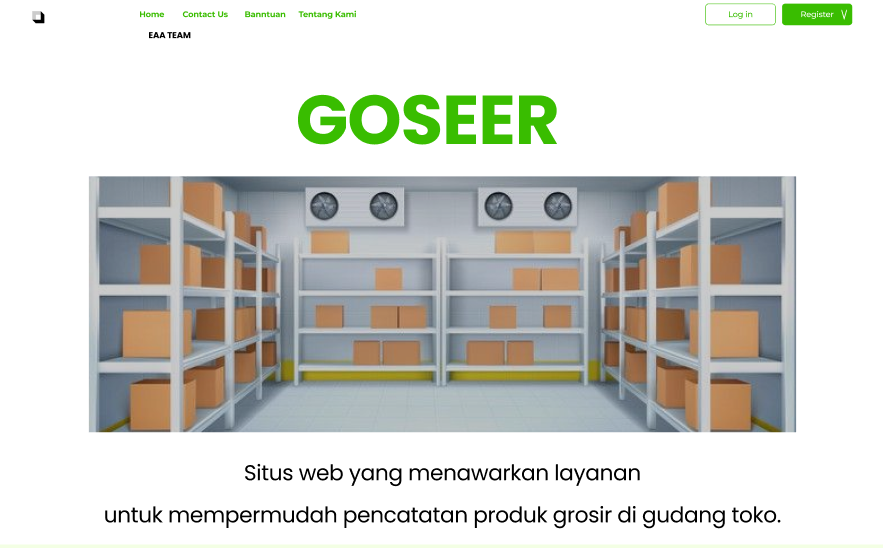 Home Contact Us Banntuan Tentang Kami Log in Register V
EAA TEAM
GOSEER
Situs web yang menawarkan layanan
untuk mempermudah pencatatan produk grosir di gudang toko.